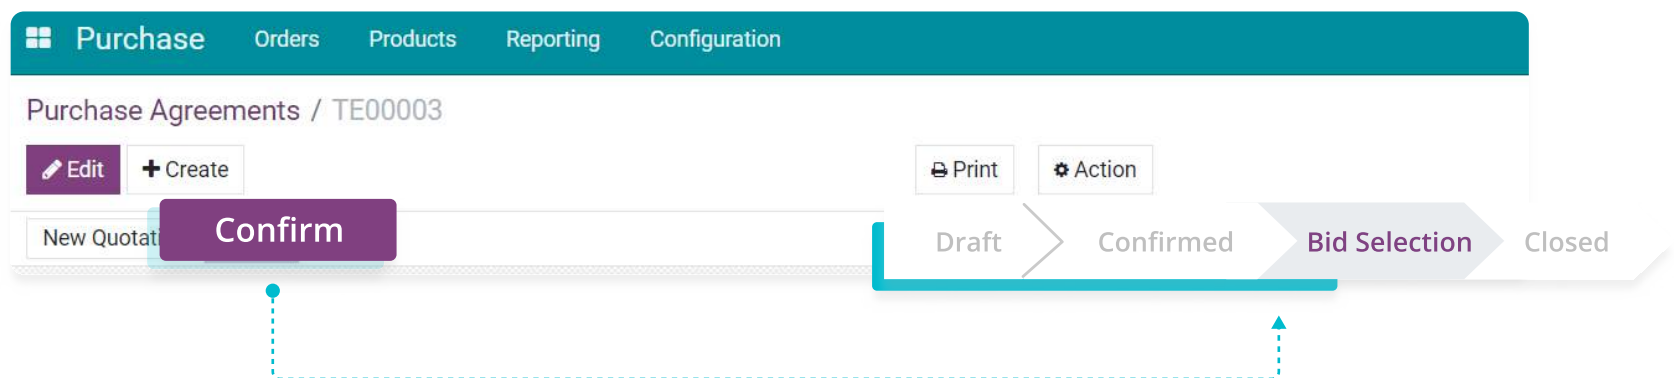 Purchase Orders Products Reporting Configuration
Purchase Agreements / TE00003
Edit + Create Print Action
New Confirm Draft Confirmed Bid Selection Closed